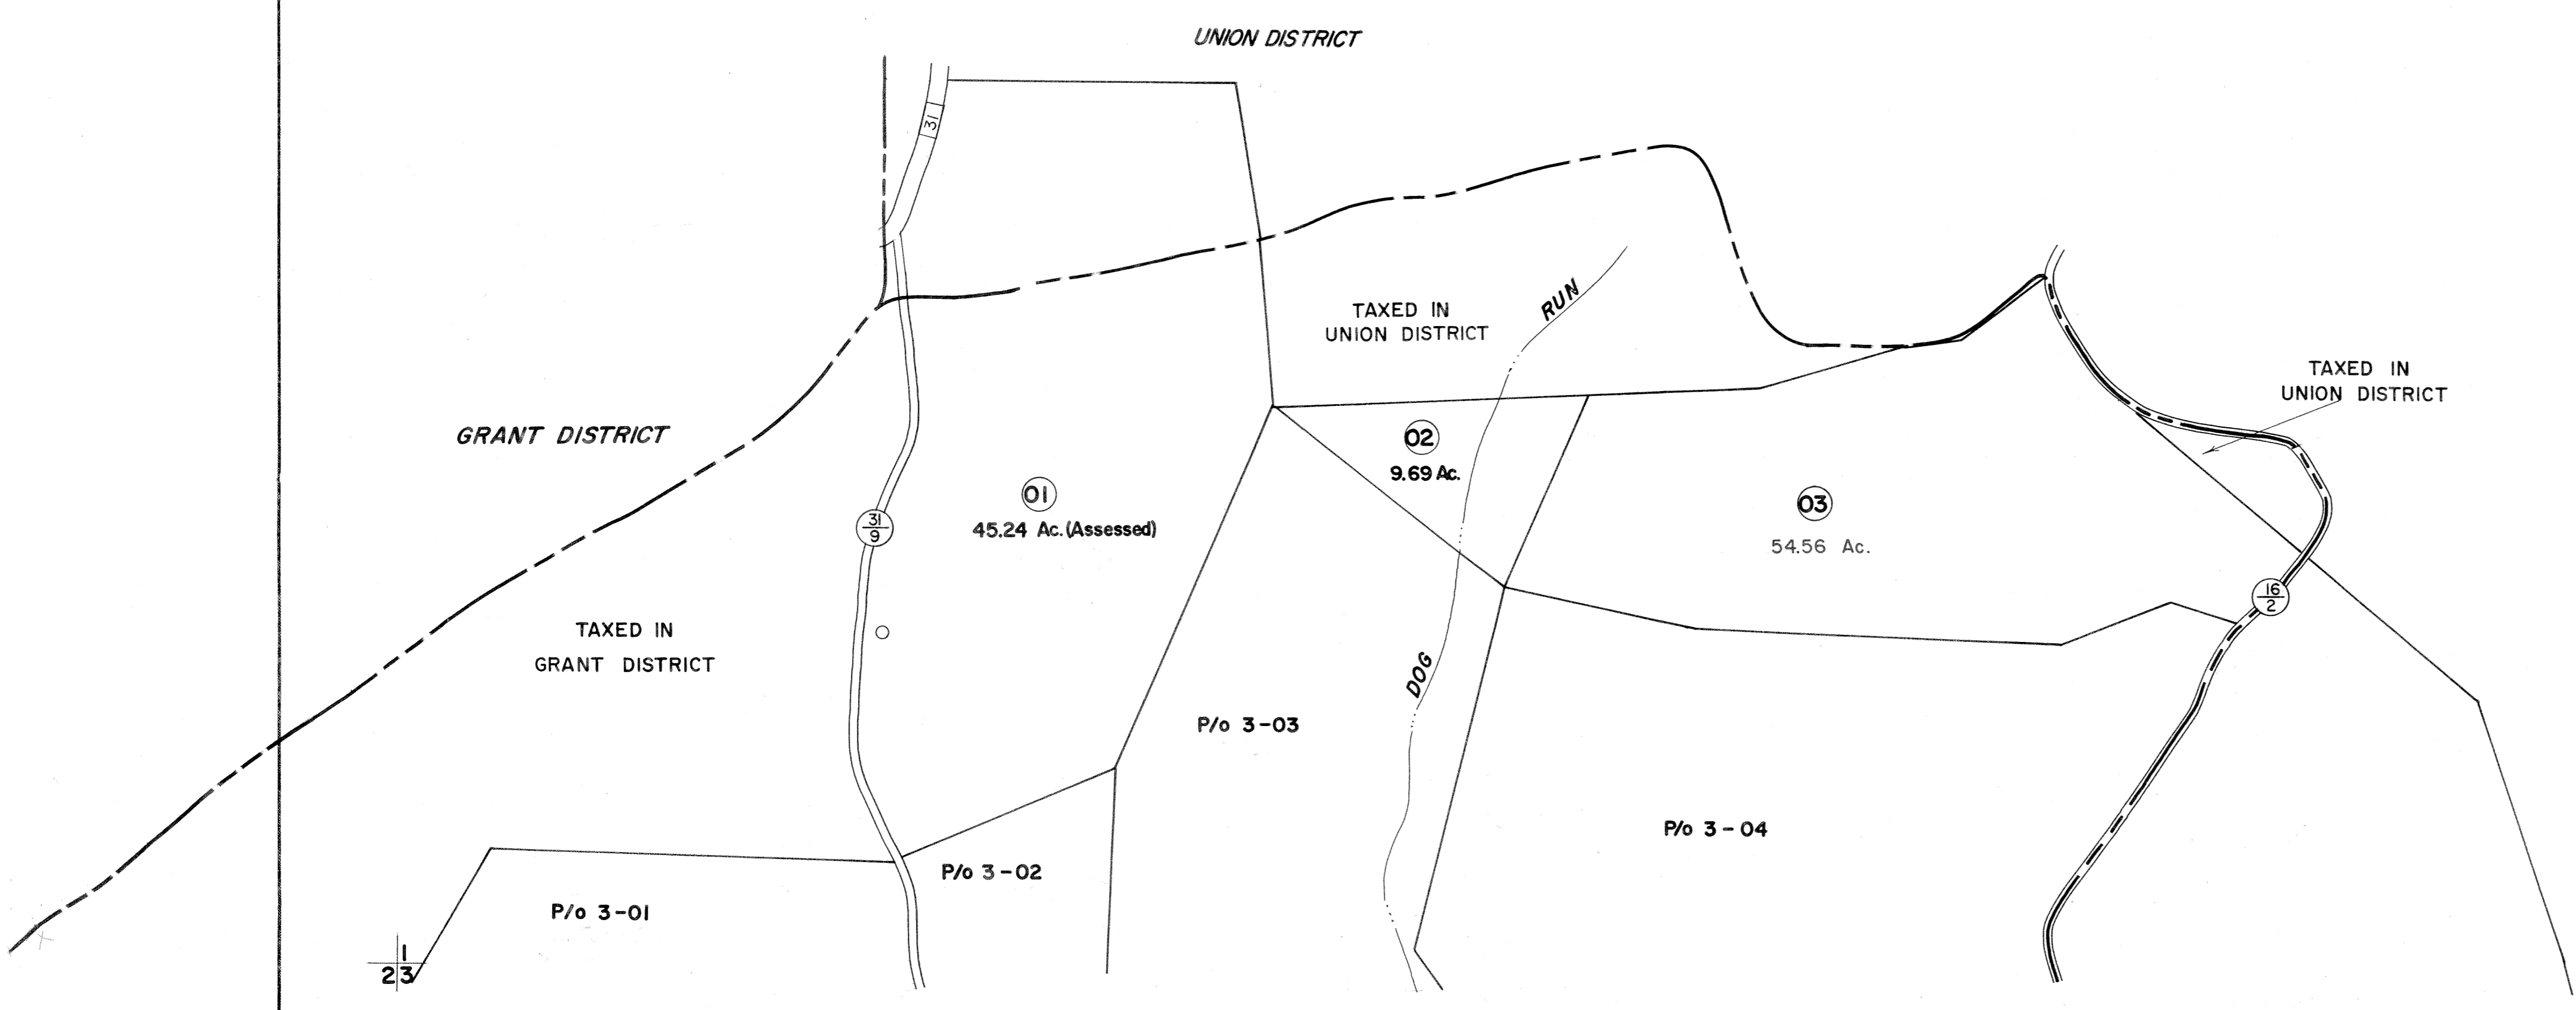 UNION DISTRICT
31
TAXED IN
UNION DISTRICT
RUN
TAXED IN
UNION DISTRICT
GRANT DISTRICT
02
9.69 Ac.
01
45.24 Ac. (Assessed)
03
54.56 Ac.
31
9
16
2
TAXED IN
GRANT DISTRICT
DOG
P/o 3-03
P/o 3-04
P/o 3-02
P/o 3-01
1
23